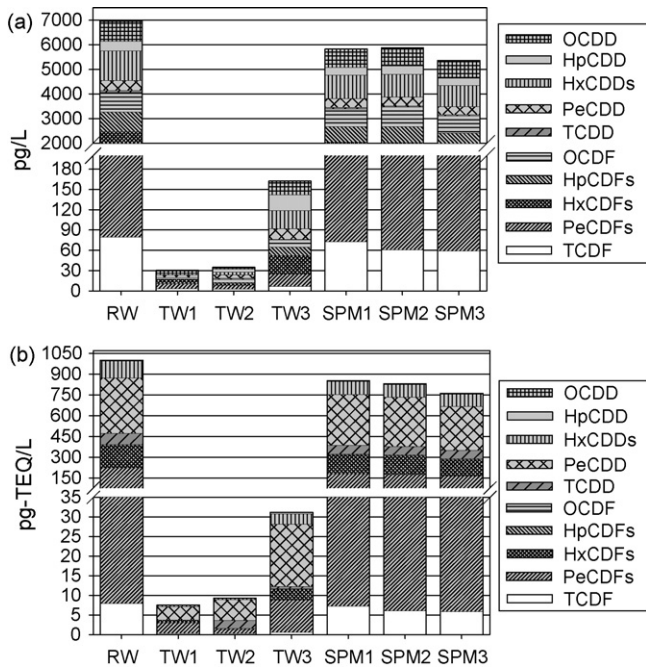 (a)
pg/L
7000
6000
5000
4000
3000
2000
180
150
120
90
60
30
0
RW TW1 TW2 TW3 SPM1 SPM2 SPM3
OCDD
HpCDD
HxCDDs
PeCDD
TCDD
OCDF
HpCDFs
HxCDFs
PeCDFs
TCDF
(b)
pg-TEQ/L
1050
900
750
600
450
300
150
35
30
25
20
15
10
5
0
RW TW1 TW2 TW3 SPM1 SPM2 SPM3
OCDD
HpCDD
HxCDDs
PeCDD
TCDD
OCDF
HpCDFs
HxCDFs
PeCDFs
TCDF